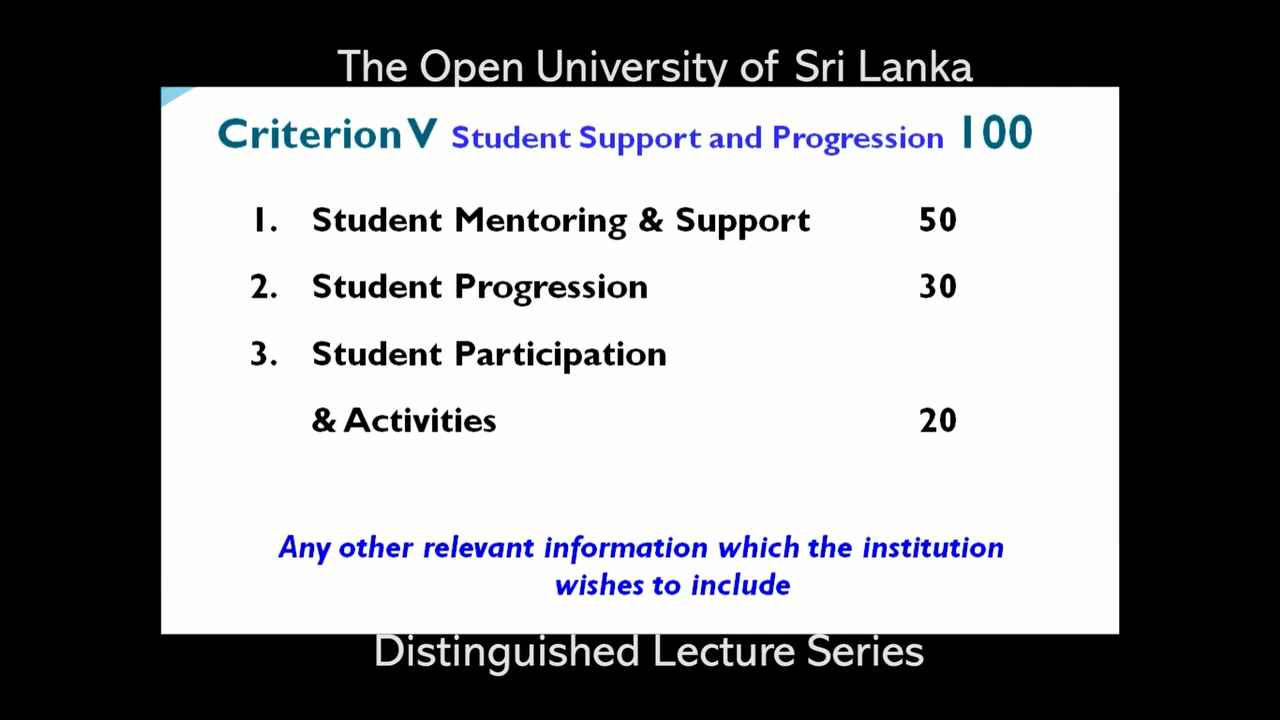 The Open University of Sri Lanka
Criterion V Student Support and Progression 100
1. Student Mentoring & Support 50
2. Student Progression 30
3. Student Participation
& Activities 20
Any other relevant information which the institution
wishes to include
Distinguished Lecture Series